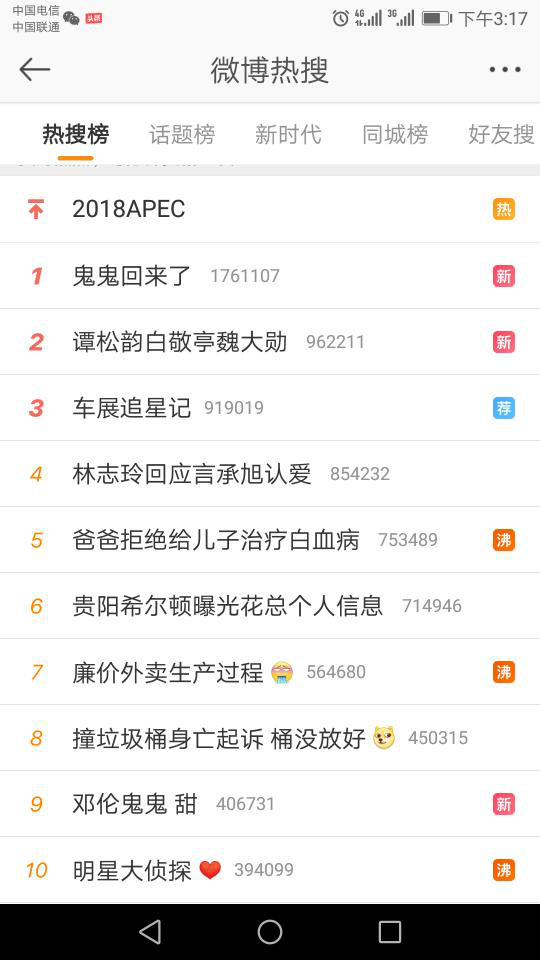 中国电信
中国联通
头条
4G
3G
下午3:17
微博热搜
热搜榜 话题榜 新时代 同城榜 好友搜
2018APEC 热
1 鬼鬼回来了 1761107 新
2 谭松韵白敬亭魏大勋 962211 新
3 车展追星记 919019 荐
4 林志玲回应言承旭认爱 854232
5 爸爸拒绝给儿子治疗白血病 753489 沸
6 贵阳希尔顿曝光花总个人信息 714946
7 廉价外卖生产过程 564680 沸
8 撞垃圾桶身亡起诉 桶没放好 450315
9 邓伦鬼鬼 甜 406731 新
10 明星大侦探 394099 沸